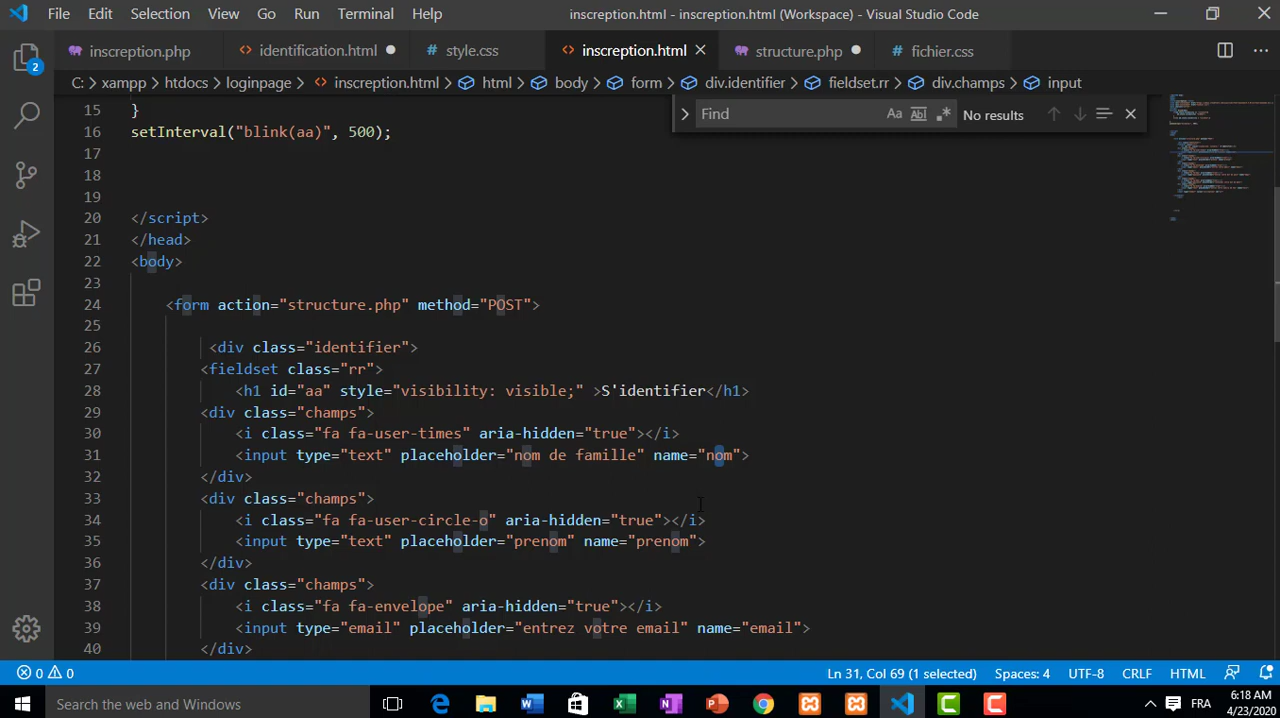 File Edit Selection View Go Run Terminal Help inscreption.html - inscreption.html (Workspace) - Visual Studio Code
inscreption.php identification.html style.css inscreption.html structure.php fichier.css
C: > xampp > htdocs > loginpage > inscreption.html > html > body > form > div.identifier > fieldset.rr > div.champs > input
Find Aa Ab .* No results
2
15 }
16 setInterval("blink(aa)", 500);
17
18
19
20 </script>
21 </head>
22 <body>
23
24 <form action="structure.php" method="POST">
25
26 <div class="identifier">
27 <fieldset class="rr">
28 <h1 id="aa" style="visibility: visible;" >S'identifier</h1>
29 <div class="champs">
30 <i class="fa fa-user-times" aria-hidden="true"></i>
31 <input type="text" placeholder="nom de famille" name="nom">
32 </div>
33 <div class="champs">
34 <i class="fa fa-user-circle-o" aria-hidden="true"></i>
35 <input type="text" placeholder="prenom" name="prenom">
36 </div>
37 <div class="champs">
38 <i class="fa fa-envelope" aria-hidden="true"></i>
39 <input type="email" placeholder="entrez votre email" name="email">
40 </div>
0 0 Ln 31, Col 69 (1 selected) Spaces: 4 UTF-8 CRLF HTML
Search the web and Windows FRA 6:18 AM
4/23/2020